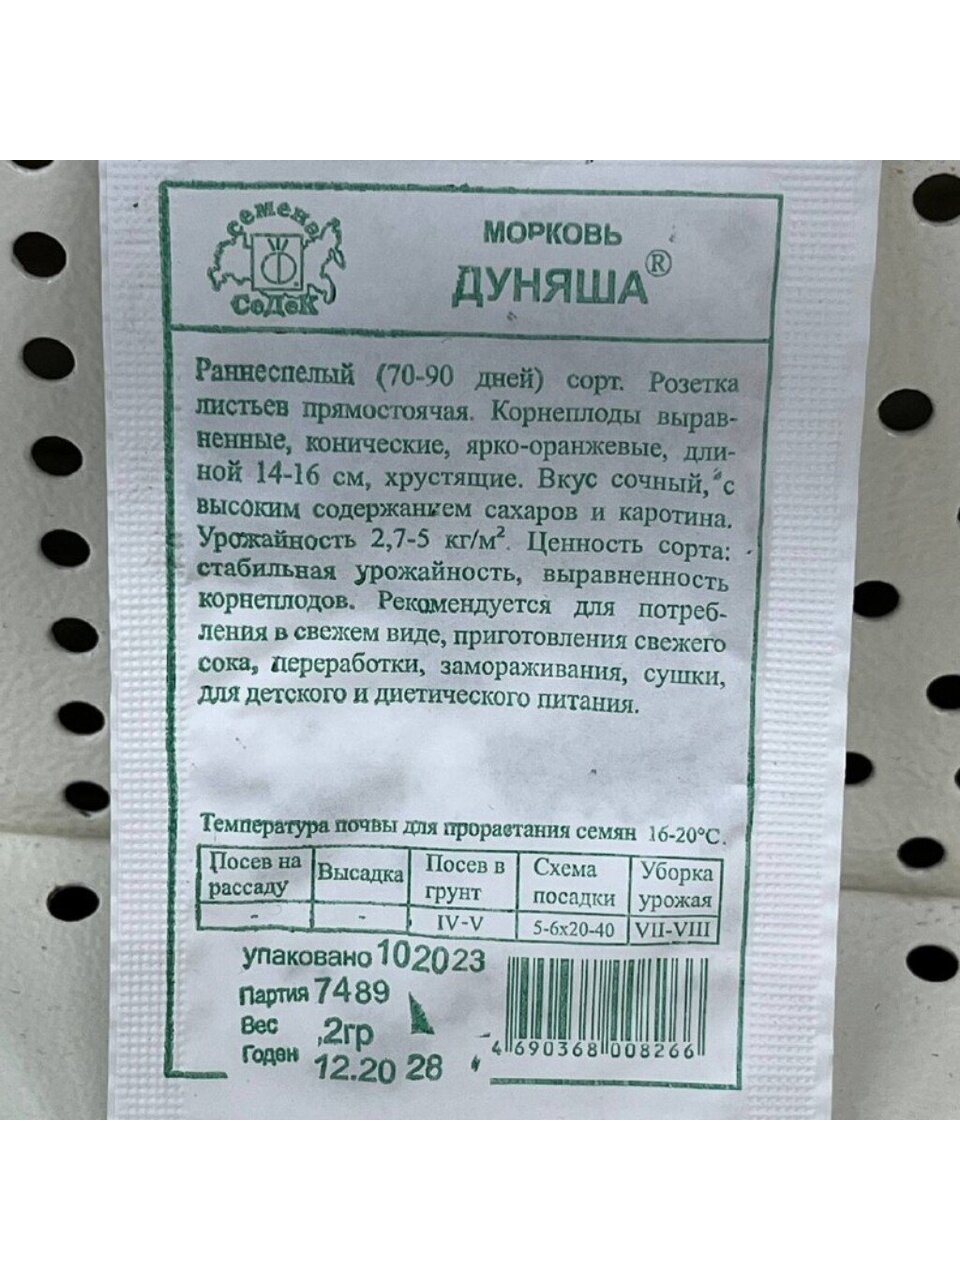 семена
СеДеК
МОРКОВЬ
ДУНЯША®
Раннеспелый (70-90 дней) сорт. Розетка
листьев прямостоячая. Корнеплоды вырав-
ненные, конические, ярко-оранжевые, дли-
ной 14-16 см, хрустящие. Вкус сочный, с
высоким содержанием сахаров и каротина.
Урожайность 2,7-5 кг/м². Ценность сорта:
стабильная урожайность, выравненность
корнеплодов. Рекомендуется для потреб-
ления в свежем виде, приготовления свежего
сока, переработки, замораживания, сушки,
для детского и диетического питания.
Температура почвы для прорастания семян 16-20°С.
Посев на рассаду Высадка Посев в грунт Схема посадки Уборка урожая
- - IV-V 5-6х20-40 VII-VIII
упаковано 102023
Партия 7489
Вес 2гр
Годен 12.20 28
4 690368 008266